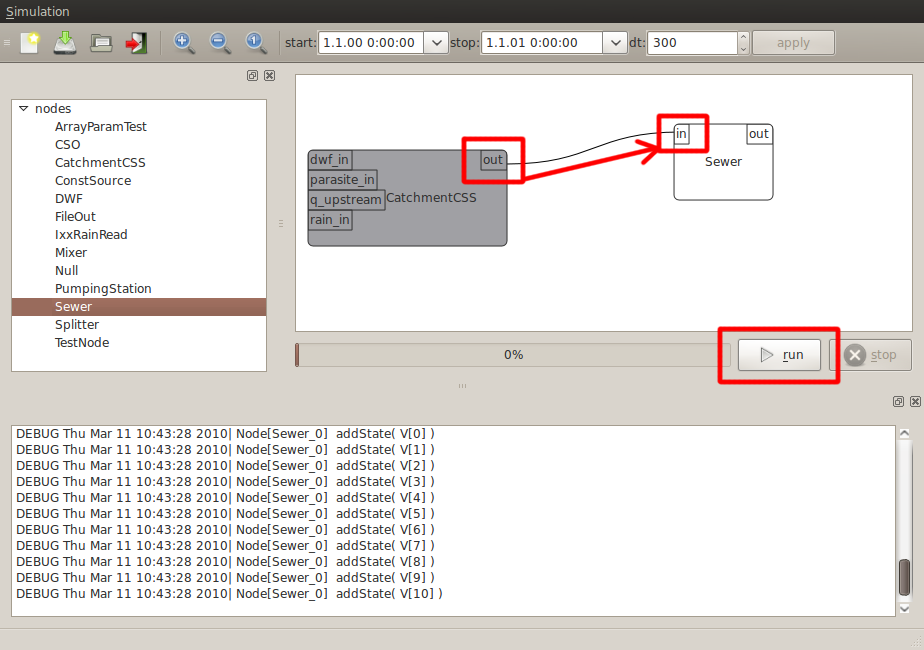 Simulation
start: 1.1.00 0:00:00 stop: 1.1.01 0:00:00 dt: 300 apply
nodes
ArrayParamTest
CSO
CatchmentCSS
ConstSource
DWF
FileOut
IxxRainRead
Mixer
Null
PumpingStation
Sewer
Splitter
TestNode
dwf_in out
parasite_in
q_upstream CatchmentCSS
rain_in
in out
Sewer
0% run stop
DEBUG Thu Mar 11 10:43:28 2010| Node[Sewer_0]  addState( V[0] )
DEBUG Thu Mar 11 10:43:28 2010| Node[Sewer_0]  addState( V[1] )
DEBUG Thu Mar 11 10:43:28 2010| Node[Sewer_0]  addState( V[2] )
DEBUG Thu Mar 11 10:43:28 2010| Node[Sewer_0]  addState( V[3] )
DEBUG Thu Mar 11 10:43:28 2010| Node[Sewer_0]  addState( V[4] )
DEBUG Thu Mar 11 10:43:28 2010| Node[Sewer_0]  addState( V[5] )
DEBUG Thu Mar 11 10:43:28 2010| Node[Sewer_0]  addState( V[6] )
DEBUG Thu Mar 11 10:43:28 2010| Node[Sewer_0]  addState( V[7] )
DEBUG Thu Mar 11 10:43:28 2010| Node[Sewer_0]  addState( V[8] )
DEBUG Thu Mar 11 10:43:28 2010| Node[Sewer_0]  addState( V[9] )
DEBUG Thu Mar 11 10:43:28 2010| Node[Sewer_0]  addState( V[10] )